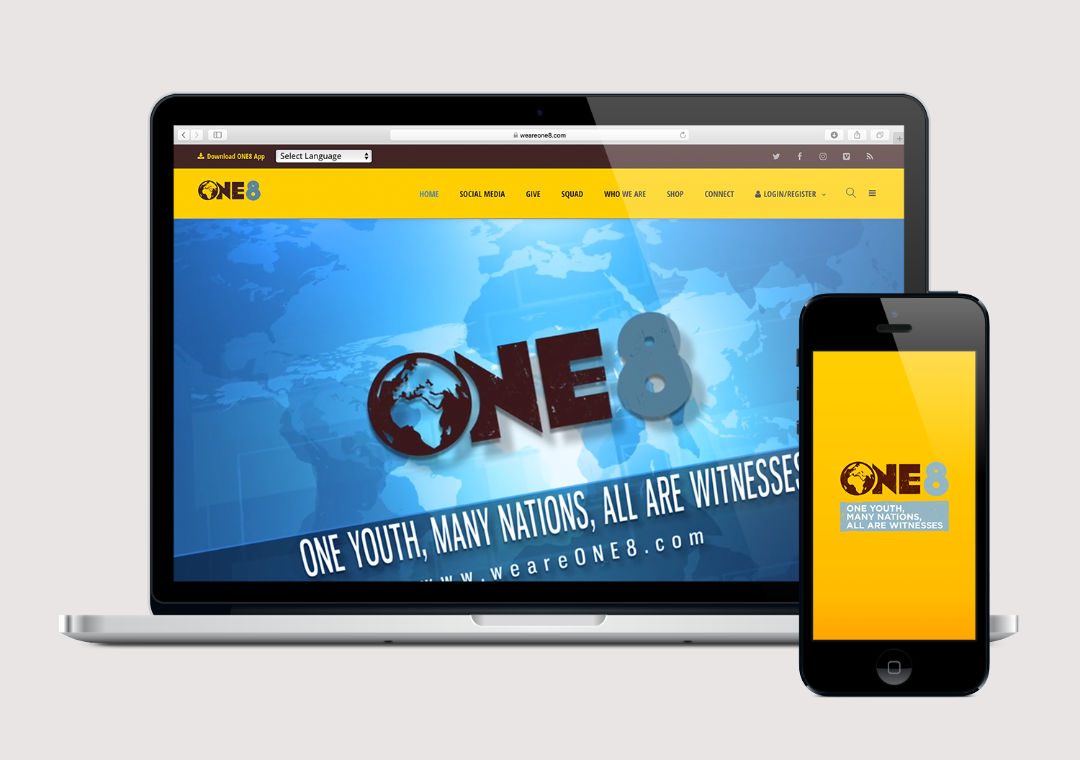 weareone8.com
Download ONE8 App
Select Language
ONE8
HOME SOCIAL MEDIA GIVE SQUAD WHO WE ARE SHOP CONNECT LOGIN/REGISTER
ONE8
ONE YOUTH, MANY NATIONS, ALL ARE WITNESSES
www.weareONE8.com
ONE8
ONE YOUTH,
MANY NATIONS,
ALL ARE WITNESSES